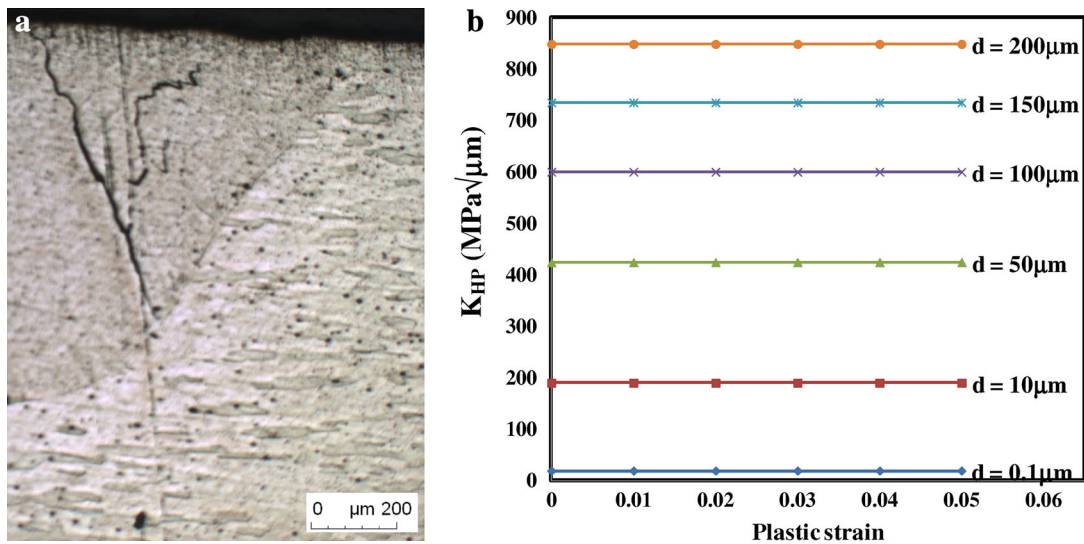 a
0 µm 200
b
900
800
700
600
500
400
300
200
100
0
K_HP (MPa√µm)
d = 200µm
d = 150µm
d = 100µm
d = 50µm
d = 10µm
d = 0.1µm
0 0.01 0.02 0.03 0.04 0.05 0.06
Plastic strain